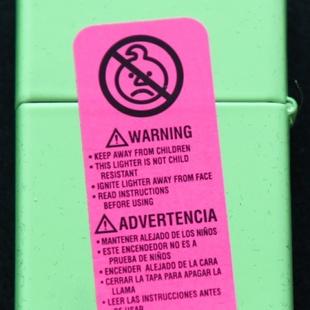 ⚠WARNING
• KEEP AWAY FROM CHILDREN
• THIS LIGHTER IS NOT CHILD
RESISTANT
• IGNITE LIGHTER AWAY FROM FACE
• READ INSTRUCTIONS
BEFORE USING
⚠ADVERTENCIA
• MANTENER ALEJADO DE LOS NIÑOS
• ESTE ENCENDEDOR NO ES A
PRUEBA DE NIÑOS
• ENCENDER ALEJADO DE LA CARA
• CERRAR LA TAPA PARA APAGAR LA
LLAMA
• LEER LAS INSTRUCCIONES ANTES